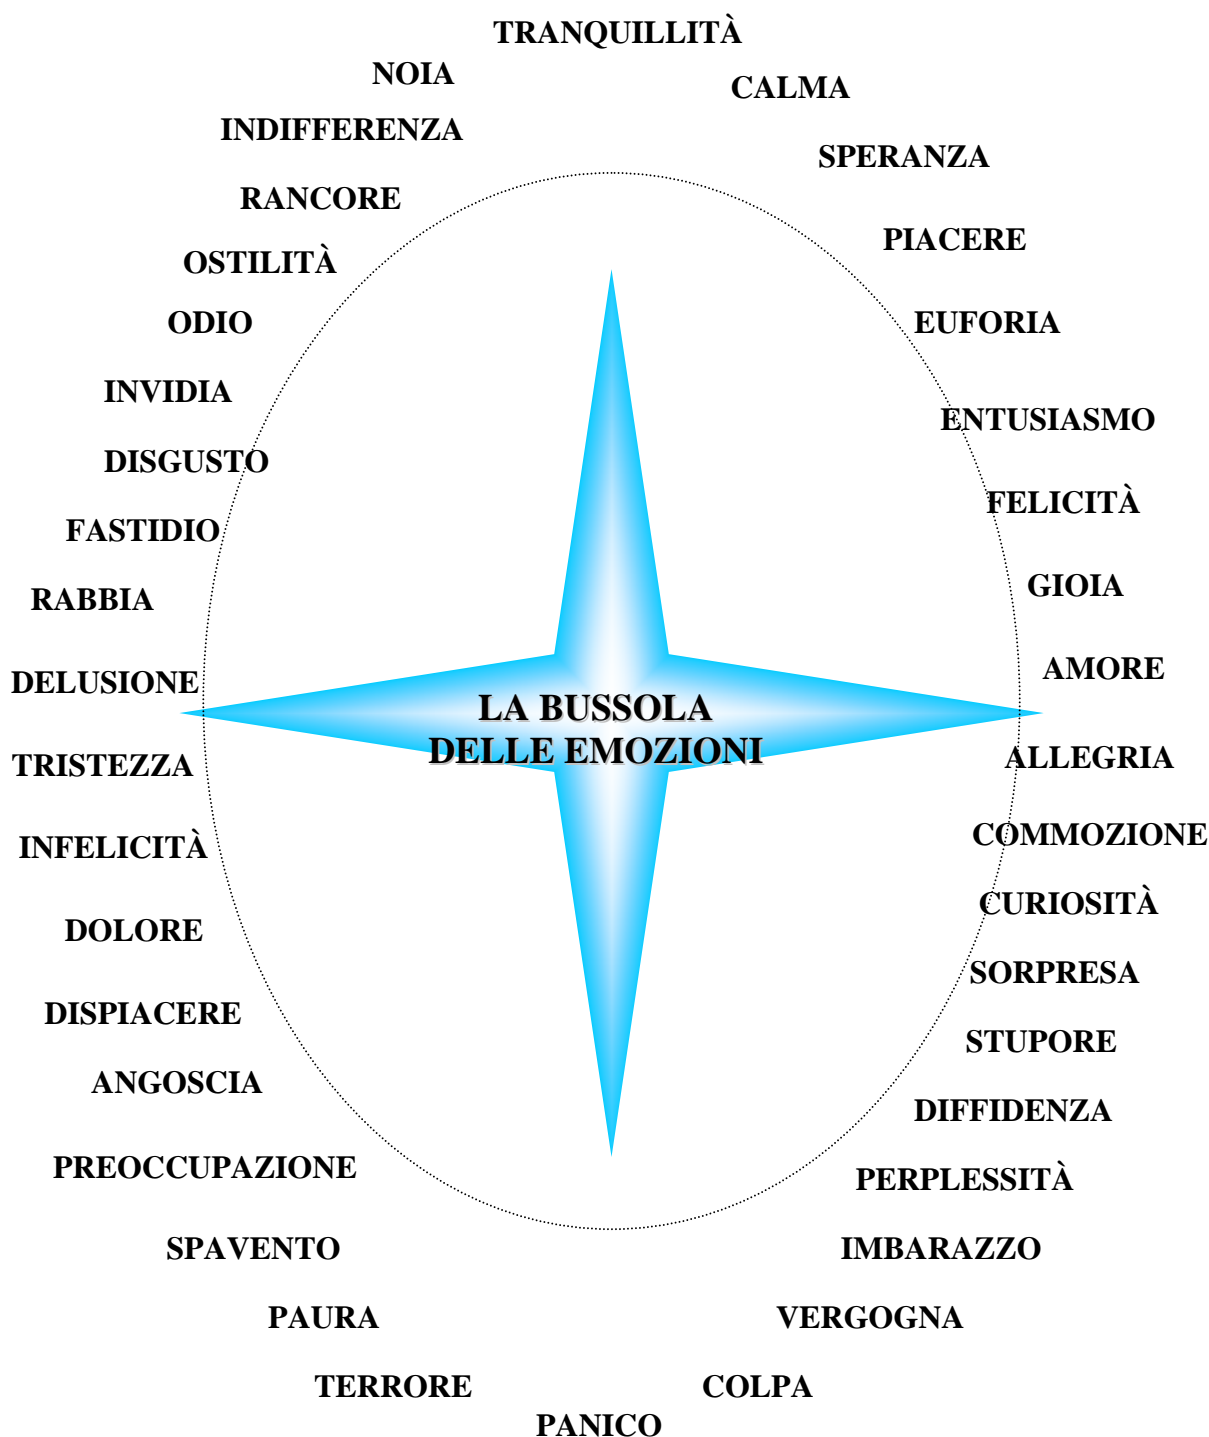 TRANQUILLITÀ
NOIA
CALMA
INDIFFERENZA
SPERANZA
RANCORE
PIACERE
OSTILITÀ
ODIO
EUFORIA
INVIDIA
ENTUSIASMO
DISGUSTO
FELICITÀ
FASTIDIO
GIOIA
RABBIA
AMORE
DELUSIONE
LA BUSSOLA
DELLE EMOZIONI
ALLEGRIA
TRISTEZZA
COMMOZIONE
INFELICITÀ
CURIOSITÀ
DOLORE
SORPRESA
DISPIACERE
STUPORE
ANGOSCIA
DIFFIDENZA
PREOCCUPAZIONE
PERPLESSITÀ
SPAVENTO
IMBARAZZO
PAURA
VERGOGNA
TERRORE
COLPA
PANICO